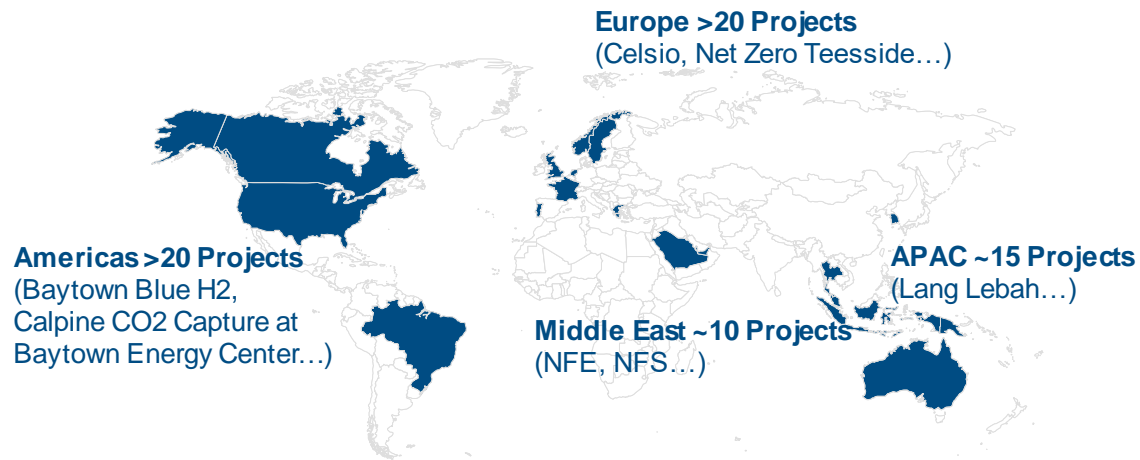 Europe >20 Projects
(Celsio, Net Zero Teesside…)
Americas >20 Projects
(Baytown Blue H2,
Calpine CO2 Capture at
Baytown Energy Center…)
Middle East ~10 Projects
(NFE, NFS…)
APAC ~15 Projects
(Lang Lebah…)